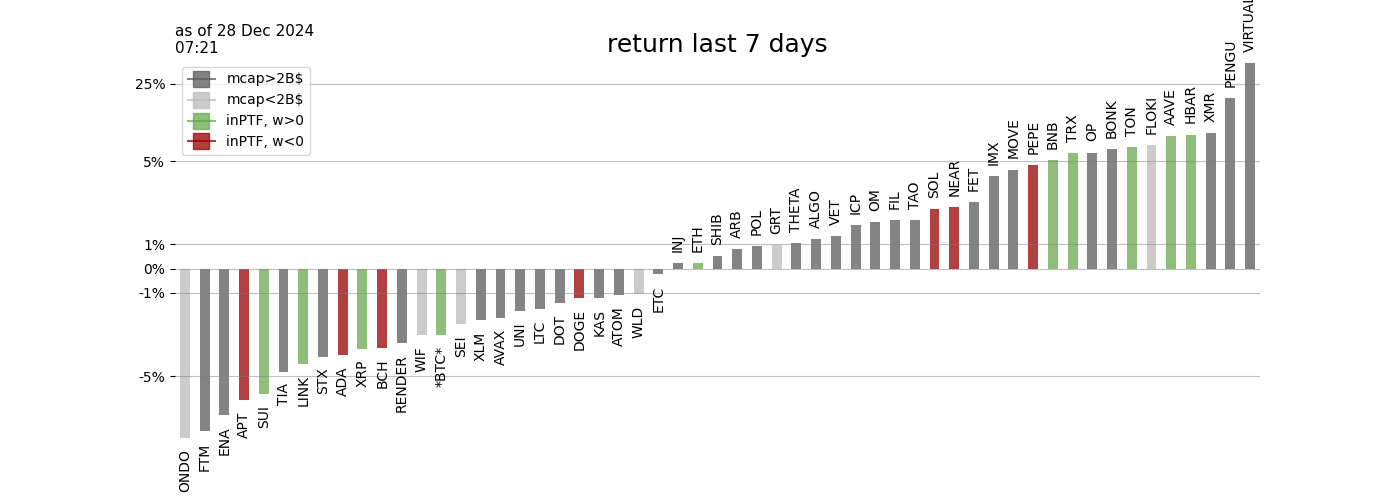 as of 28 Dec 2024
07:21
return last 7 days
mcap>2B$
mcap<2B$
inPTF, w>0
inPTF, w<0
25%
5%
1%
0%
-1%
-5%
ONDO
FTM
ENA
APT
SUI
TIA
LINK
STX
ADA
XRP
BCH
RENDER
WIF
*BTC*
SEI
XLM
AVAX
UNI
LTC
DOT
DOGE
KAS
ATOM
WLD
ETC
INJ
ETH
SHIB
ARB
POL
GRT
THETA
ALGO
VET
ICP
OM
FIL
TAO
SOL
NEAR
FET
IMX
MOVE
PEPE
BNB
TRX
OP
BONK
TON
FLOKI
AAVE
HBAR
XMR
PENGU
VIRTUAL